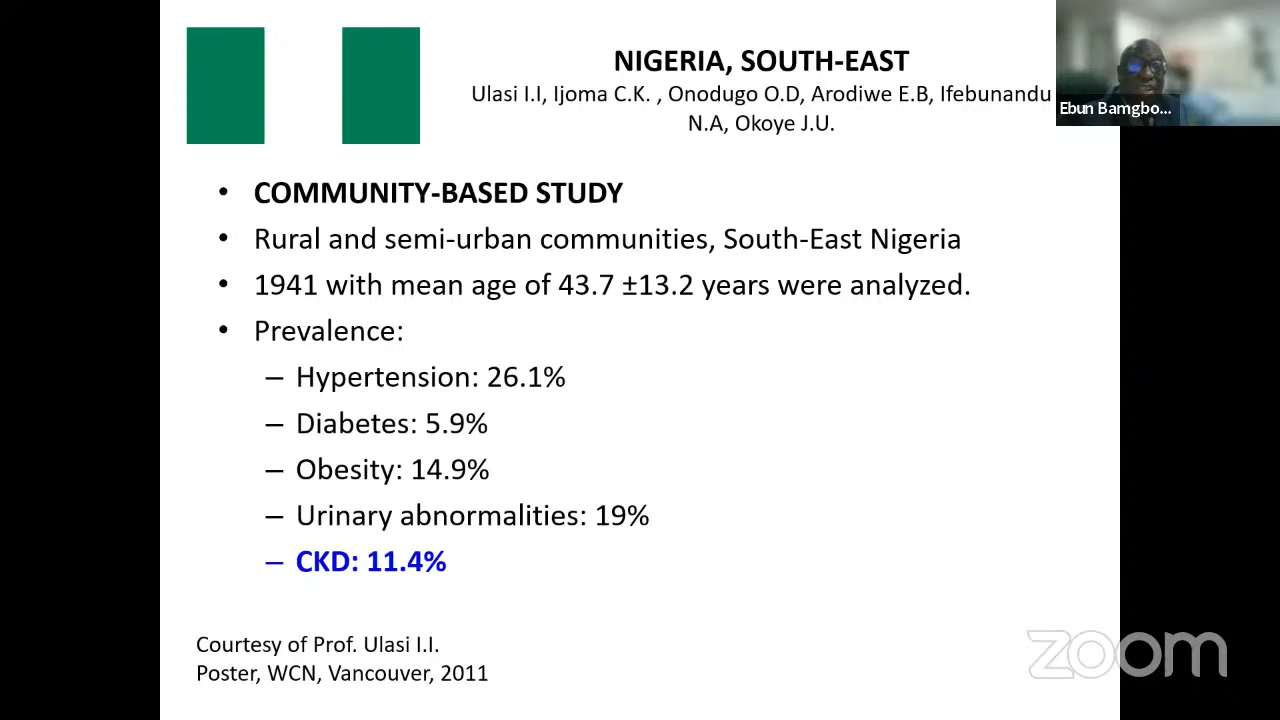 NIGERIA, SOUTH-EAST
Ulasi I.I, Ijoma C.K. , Onodugo O.D, Arodiwe E.B, Ifebunandu
N.A, Okoye J.U.
Ebun Bamgbo...
• COMMUNITY-BASED STUDY
• Rural and semi-urban communities, South-East Nigeria
• 1941 with mean age of 43.7 ±13.2 years were analyzed.
• Prevalence:
– Hypertension: 26.1%
– Diabetes: 5.9%
– Obesity: 14.9%
– Urinary abnormalities: 19%
– CKD: 11.4%
Courtesy of Prof. Ulasi I.I.
Poster, WCN, Vancouver, 2011
zoom